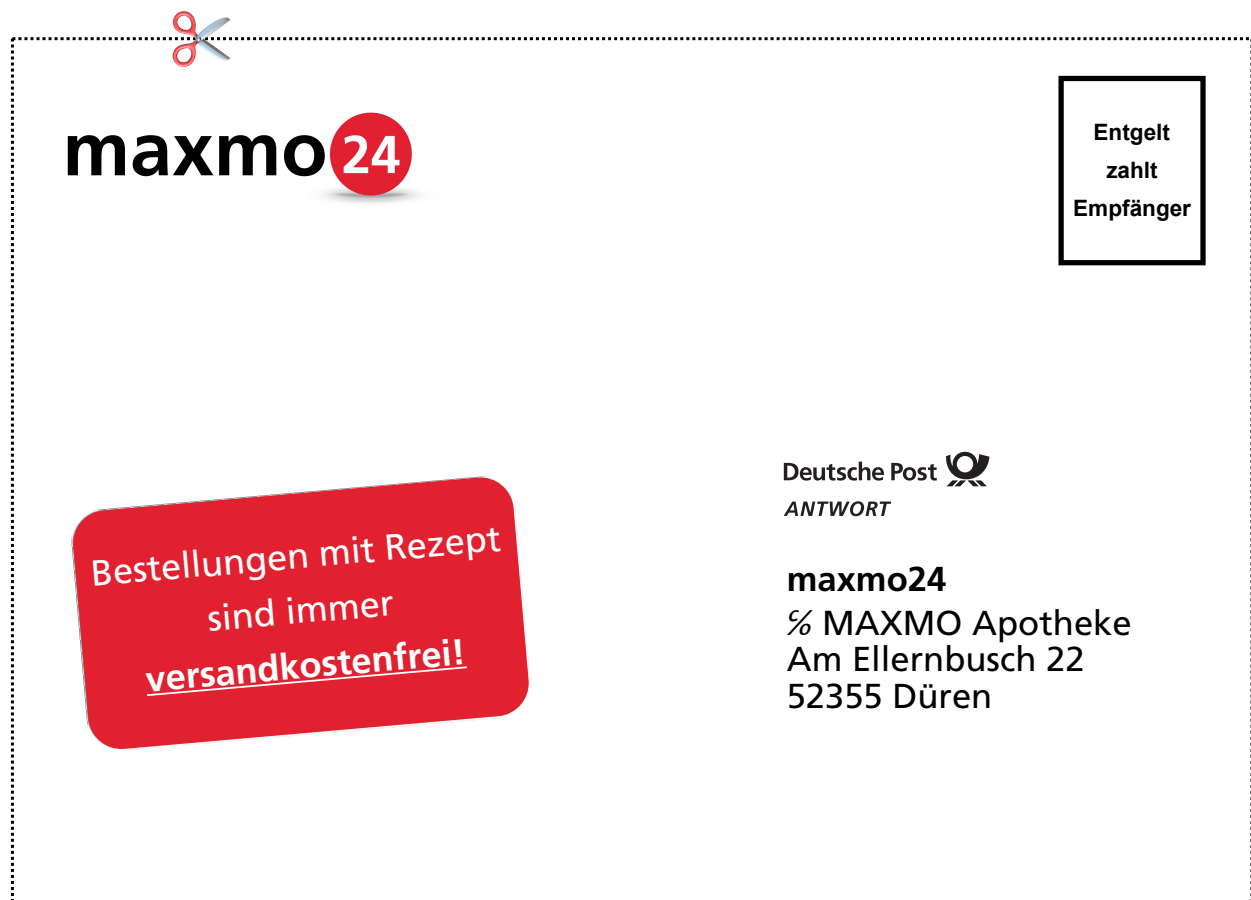 maxmo24
Entgelt
zahlt
Empfänger
Deutsche Post
ANTWORT
Bestellungen mit Rezept
sind immer
versandkostenfrei!
maxmo24
℅ MAXMO Apotheke
Am Ellernbusch 22
52355 Düren